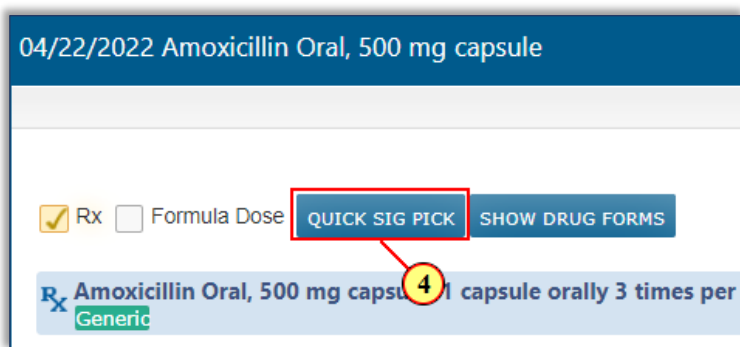 04/22/2022 Amoxicillin Oral, 500 mg capsule
Rx Formula Dose QUICK SIG PICK SHOW DRUG FORMS
4
Rx Amoxicillin Oral, 500 mg capsu 1 capsule orally 3 times per
Generic